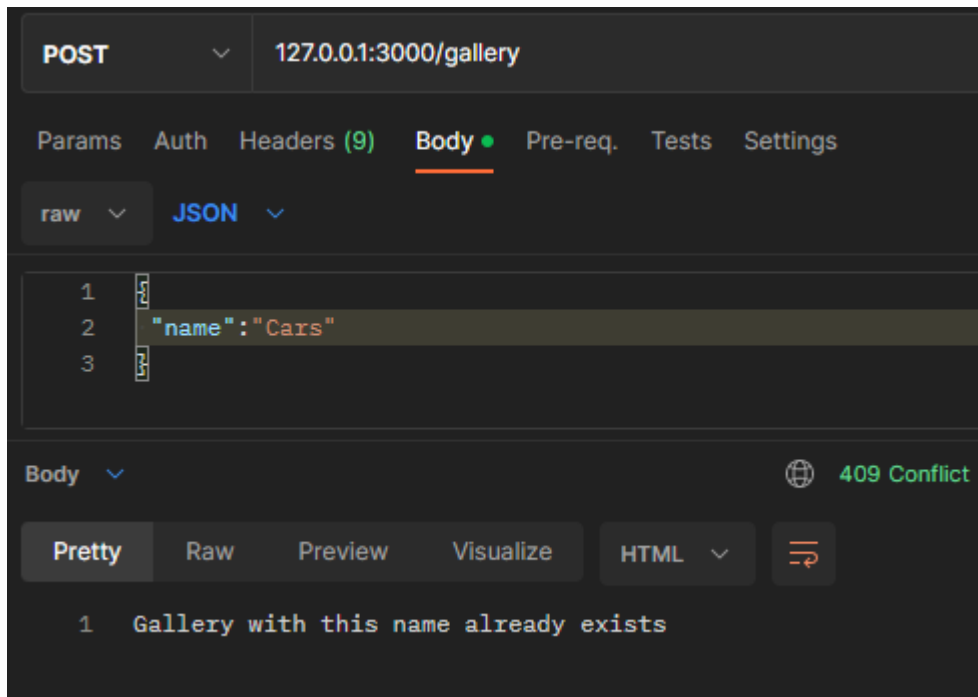 POST 127.0.0.1:3000/gallery
Params Auth Headers (9) Body Pre-req. Tests Settings
raw JSON
1 {
2 "name":"Cars"
3 }
Body 409 Conflict
Pretty Raw Preview Visualize HTML
1 Gallery with this name already exists